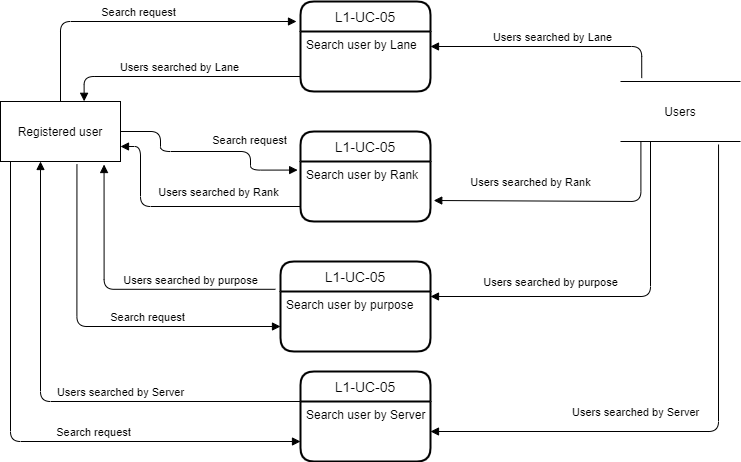 Search request
L1-UC-05
Search user by Lane
Users searched by Lane
Users searched by Lane
Registered user
Users
Search request
L1-UC-05
Search user by Rank
Users searched by Rank
Users searched by Rank
L1-UC-05
Search user by purpose
Users searched by purpose
Users searched by purpose
Search request
L1-UC-05
Search user by Server
Users searched by Server
Users searched by Server
Search request